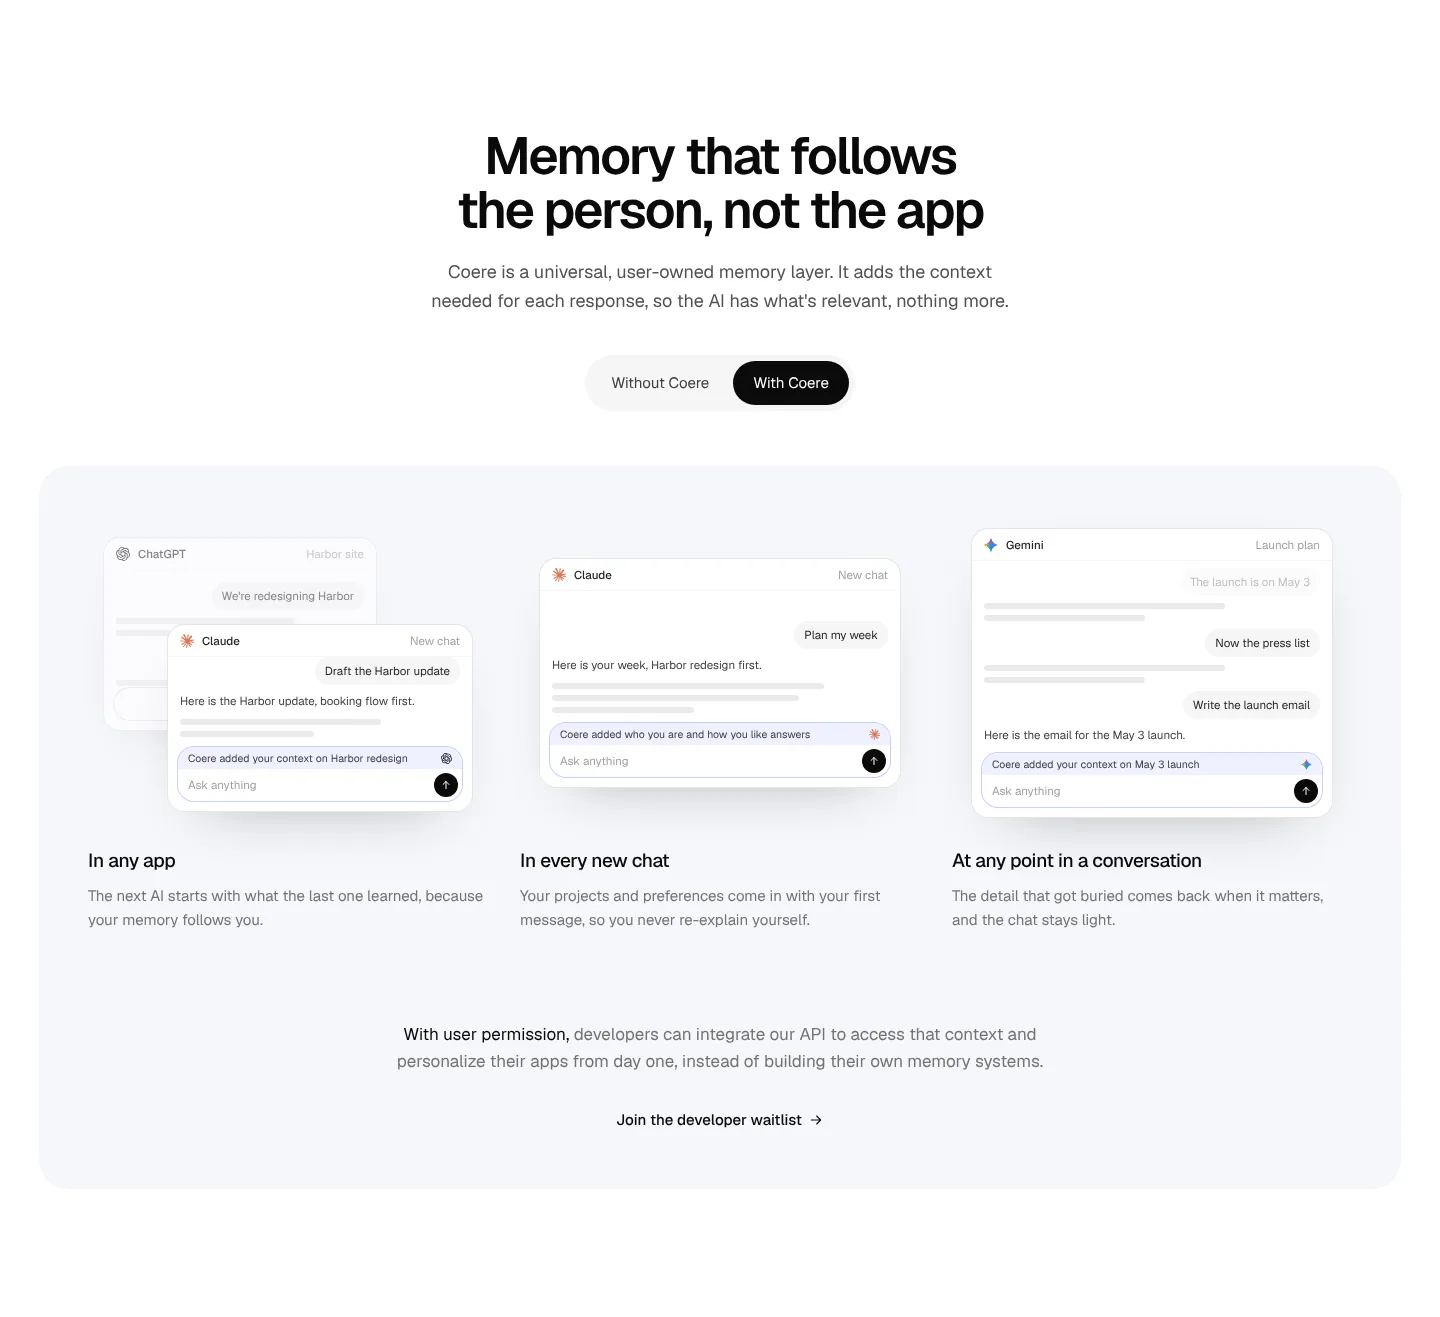 Memory that follows
the person, not the app
Coere is a universal, user-owned memory layer. It adds the context
needed for each response, so the AI has what's relevant, nothing more.
Without Coere
With Coere
ChatGPT
Harbor site
We're redesigning Harbor
Claude
New chat
Draft the Harbor update
Here is the Harbor update, booking flow first.
Coere added your context on Harbor redesign
Ask anything
In any app
The next AI starts with what the last one learned, because
your memory follows you.
Claude
New chat
Plan my week
Here is your week, Harbor redesign first.
Coere added who you are and how you like answers
Ask anything
In every new chat
Your projects and preferences come in with your first
message, so you never re-explain yourself.
Gemini
Launch plan
The launch is on May 3
Now the press list
Write the launch email
Here is the email for the May 3 launch.
Coere added your context on May 3 launch
Ask anything
At any point in a conversation
The detail that got buried comes back when it matters,
and the chat stays light.
With user permission, developers can integrate our API to access that context and
personalize their apps from day one, instead of building their own memory systems.
Join the developer waitlist →